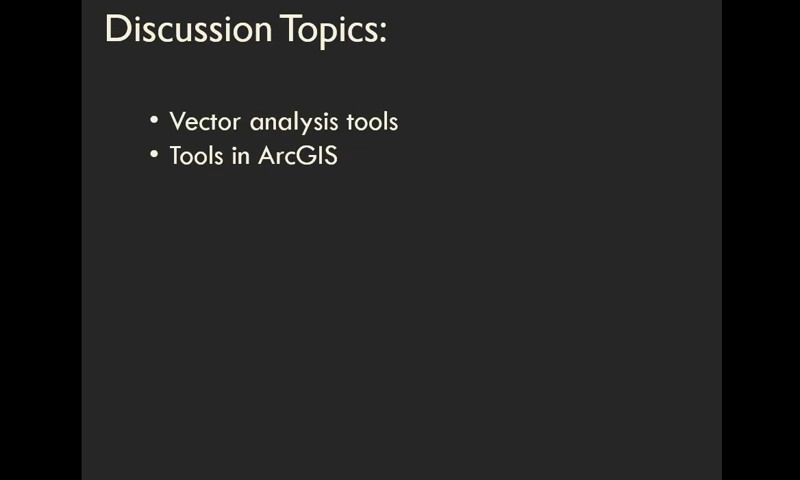 Discussion Topics:
• Vector analysis tools
• Tools in ArcGIS